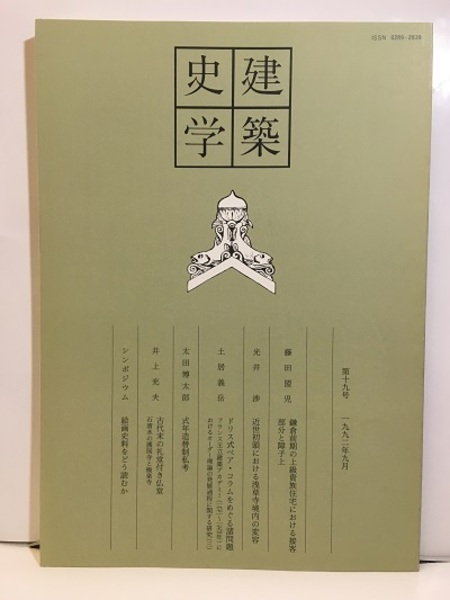 ISSN 0289-2839
建築
史学
第十九号 一九九二年九月
藤田盟児 鎌倉前期の上級貴族住宅における接客
部分と障子上
光井渉 近世初頭における浅草寺境内の変容
土居義岳 ドリス式ペア・コラムをめぐる諸問題
太田博太郎 式年造替制私考
井上充夫 古代末の礼堂付き仏堂
シンポジウム 絵画史料をどう読むか